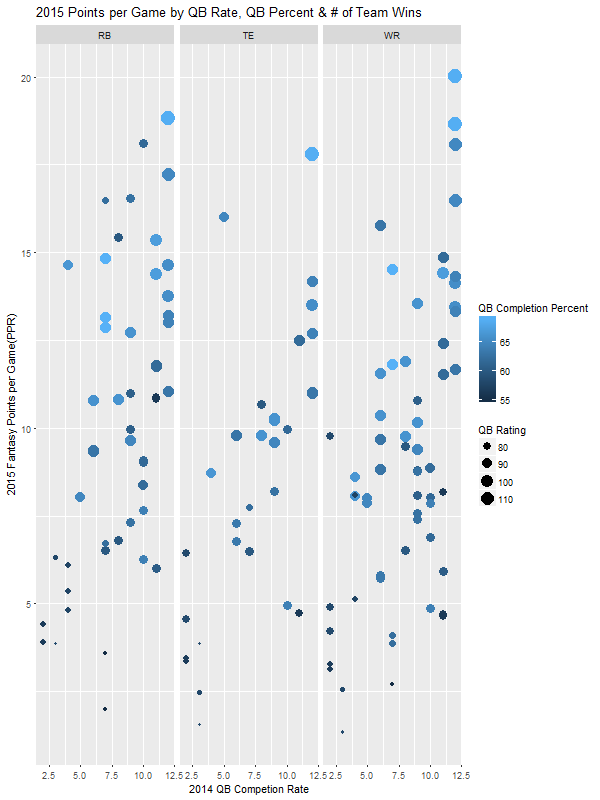 2015 Points per Game by QB Rate, QB Percent & # of Team Wins
RB TE WR
20
15
10
5
2015 Fantasy Points per Game(PPR)
2.5 5.0 7.5 10.0 12.5 2.5 5.0 7.5 10.0 12.5 2.5 5.0 7.5 10.0 12.5
2014 QB Competion Rate
QB Completion Percent
65
60
55
QB Rating
80
90
100
110